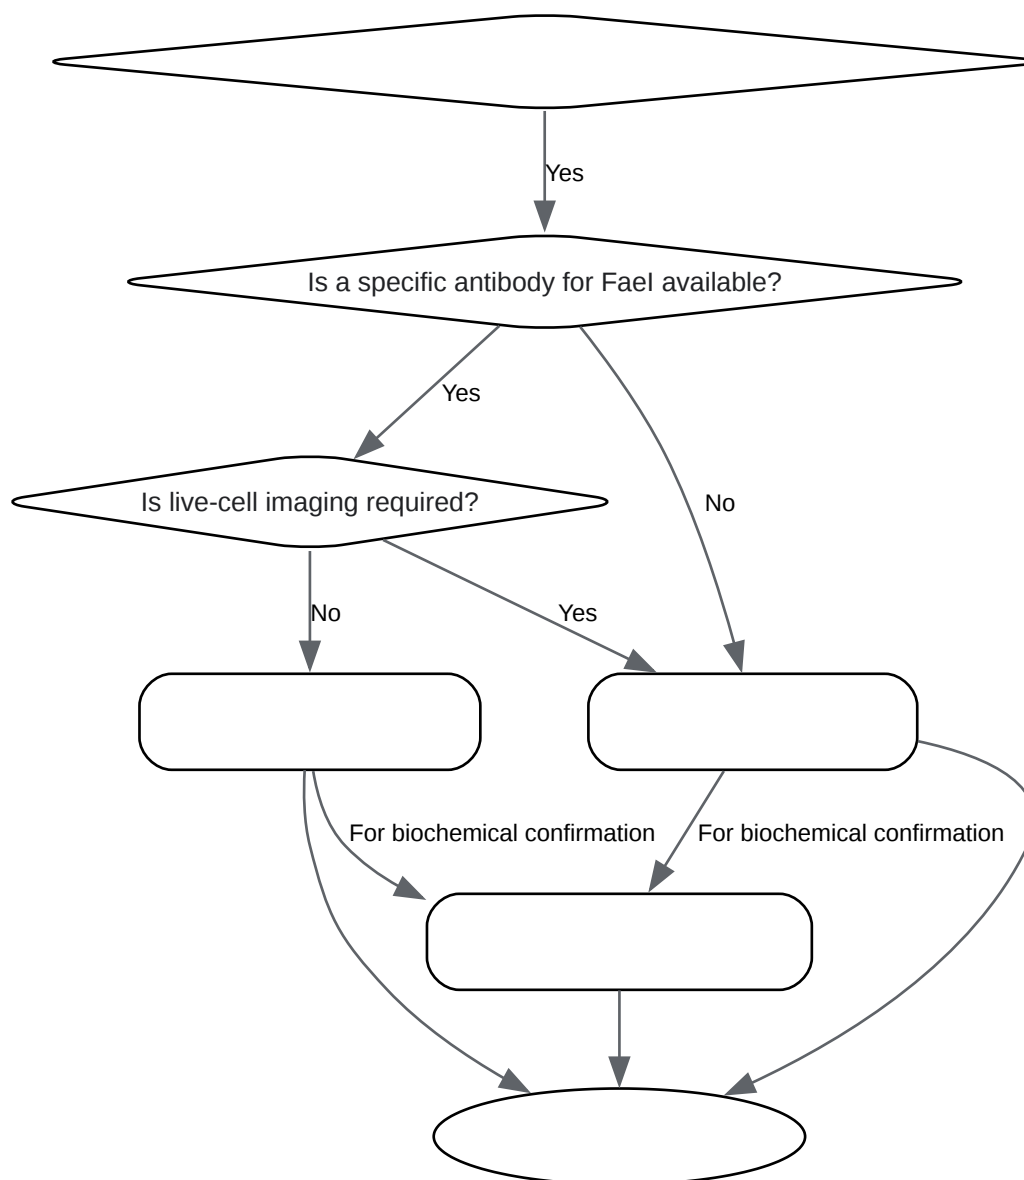 Yes
Is a specific antibody for FaeI available?
Yes
Is live-cell imaging required?
No
No
Yes
For biochemical confirmation
For biochemical confirmation